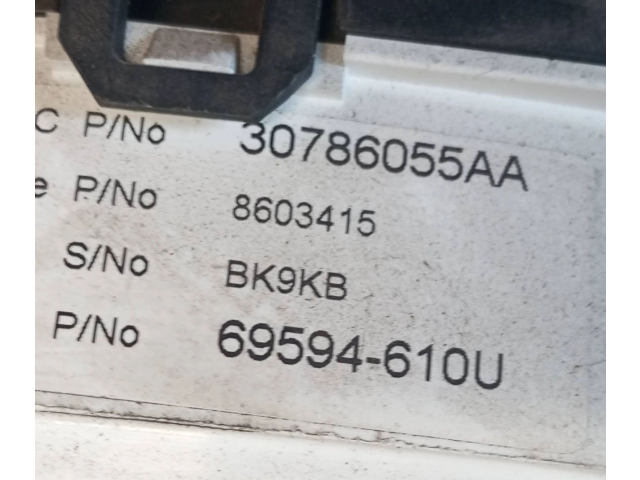 C P/No 30786055AA
e P/No 8603415
S/No BK9KB
P/No 69594-610U